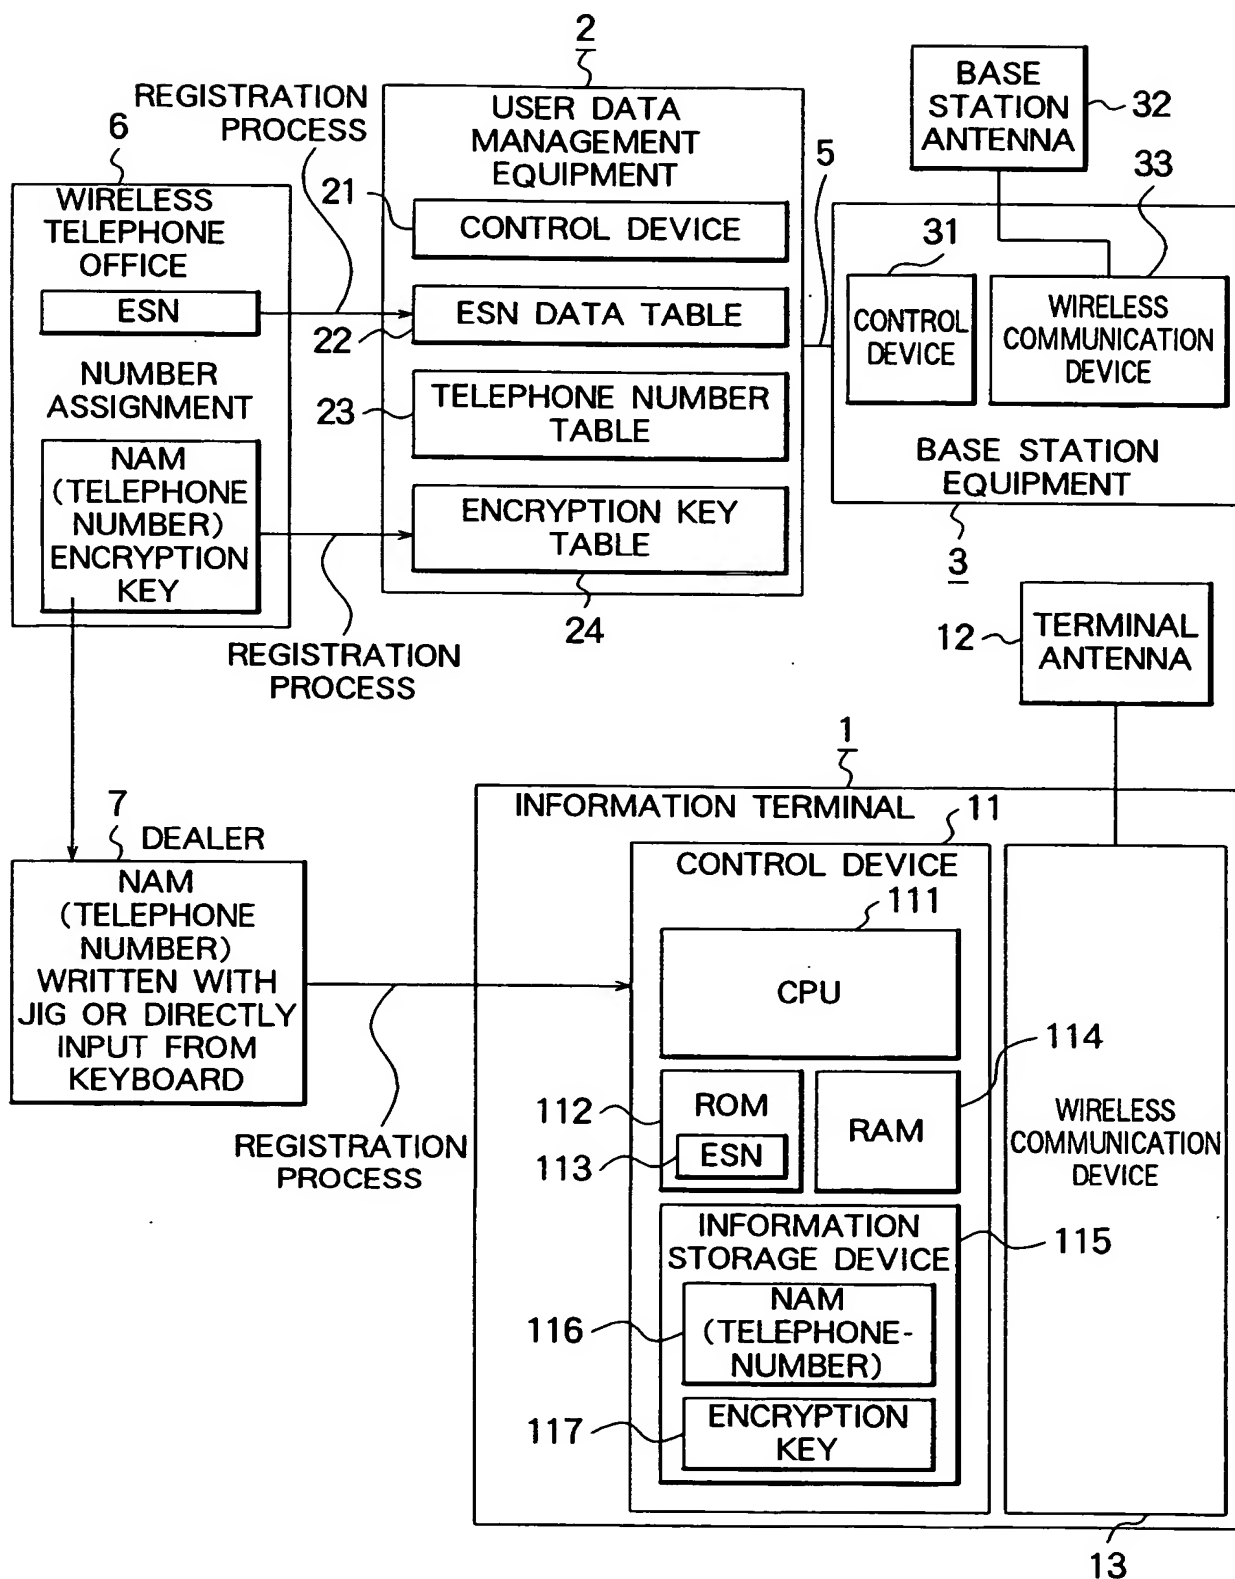 2
REGISTRATION
PROCESS
6
WIRELESS
TELEPHONE
OFFICE
ESN
NUMBER
ASSIGNMENT
NAM
(TELEPHONE
NUMBER)
ENCRYPTION
KEY
USER DATA
MANAGEMENT
EQUIPMENT
21
CONTROL DEVICE
22
ESN DATA TABLE
23
TELEPHONE NUMBER
TABLE
ENCRYPTION KEY
TABLE
24
REGISTRATION
PROCESS
5
BASE
STATION
ANTENNA
32
33
31
CONTROL
DEVICE
WIRELESS
COMMUNICATION
DEVICE
BASE STATION
EQUIPMENT
3
12
TERMINAL
ANTENNA
7
DEALER
NAM
(TELEPHONE
NUMBER)
WRITTEN WITH
JIG OR DIRECTLY
INPUT FROM
KEYBOARD
REGISTRATION
PROCESS
1
INFORMATION TERMINAL
11
CONTROL DEVICE
111
CPU
112
ROM
113
ESN
114
RAM
INFORMATION
STORAGE DEVICE
115
116
NAM
(TELEPHONE-
NUMBER)
117
ENCRYPTION
KEY
WIRELESS
COMMUNICATION
DEVICE
13